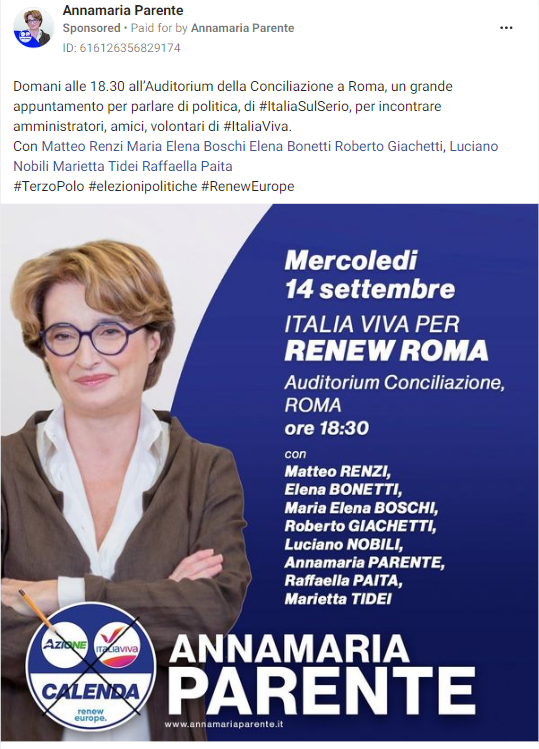 Annamaria Parente
Sponsored • Paid for by Annamaria Parente
ID: 616126356829174
Domani alle 18.30 all'Auditorium della Conciliazione a Roma, un grande
appuntamento per parlare di politica, di #ItaliaSulSerio, per incontrare
amministratori, amici, volontari di #ItaliaViva.
Con Matteo Renzi Maria Elena Boschi Elena Bonetti Roberto Giachetti, Luciano
Nobili Marietta Tidei Raffaella Paita
#TerzoPolo #elezionipolitiche #RenewEurope
Mercoledi
14 settembre
ITALIA VIVA PER
RENEW ROMA
Auditorium Conciliazione,
ROMA
ore 18:30
con
Matteo RENZI,
Elena BONETTI,
Maria Elena BOSCHI,
Roberto GIACHETTI,
Luciano NOBILI,
Annamaria PARENTE,
Raffaella PAITA,
Marietta TIDEI
AZIONE
ITALIAVIVA
CALENDA
renew
europe.
ANNAMARIA
PARENTE
www.annamariaparente.it